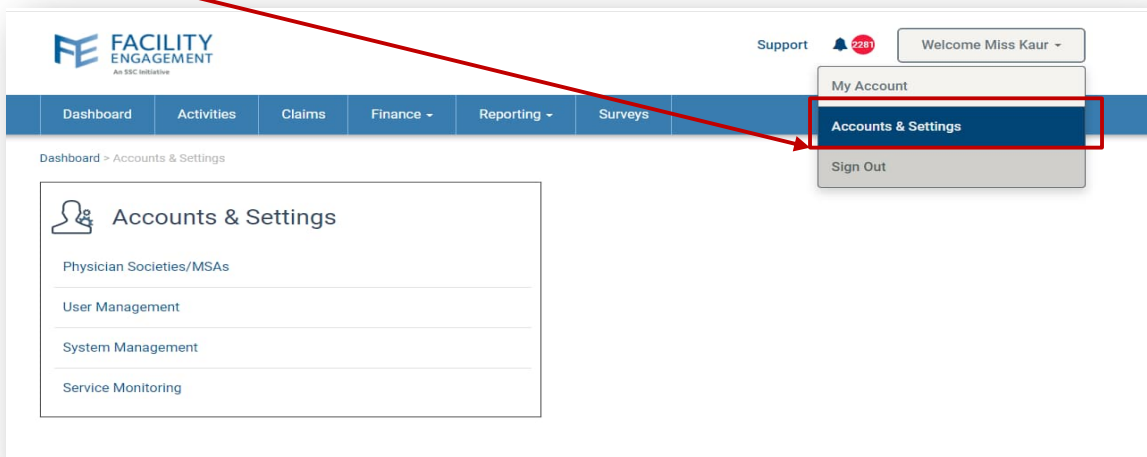 FE FACILITY
ENGAGEMENT
An SSC Initiative
Support 2281 Welcome Miss Kaur
My Account
Accounts & Settings
Sign Out
Dashboard Activities Claims Finance Reporting Surveys
Dashboard > Accounts & Settings
Accounts & Settings
Physician Societies/MSAs
User Management
System Management
Service Monitoring